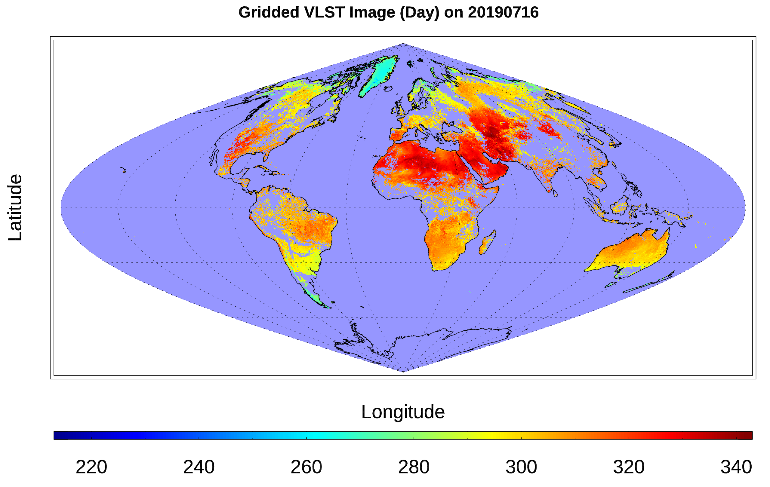 Gridded VLST Image (Day) on 20190716
Latitude
Longitude
220 240 260 280 300 320 340